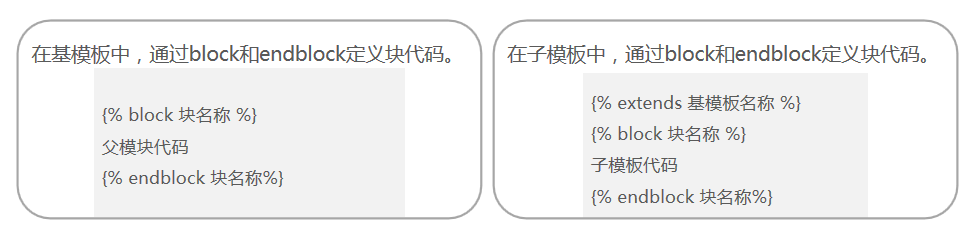 在基模板中，通过block和endblock定义块代码。
{% block 块名称 %}
父模块代码
{% endblock 块名称%}
在子模板中，通过block和endblock定义块代码。
{% extends 基模板名称 %}
{% block 块名称 %}
子模板代码
{% endblock 块名称%}